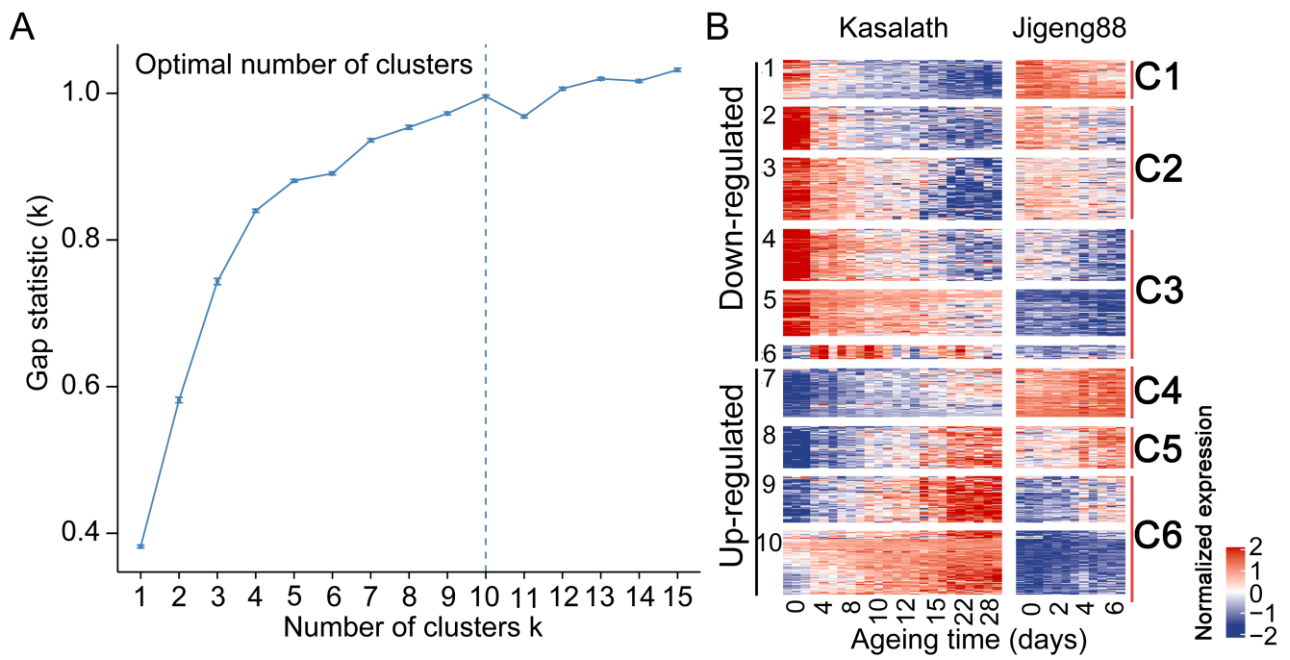 A
Optimal number of clusters
Gap statistic (k)
1.0
0.8
0.6
0.4
1 2 3 4 5 6 7 8 9 10 11 12 13 14 15
Number of clusters k
B
Kasalath Jigeng88
Down-regulated
Up-regulated
1
2
3
4
5
6
7
8
9
10
C1
C2
C3
C4
C5
C6
0 4 8 10 12 15 22 28 0 2 4 6
Ageing time (days)
Normalized expression
2
1
0
−1
−2